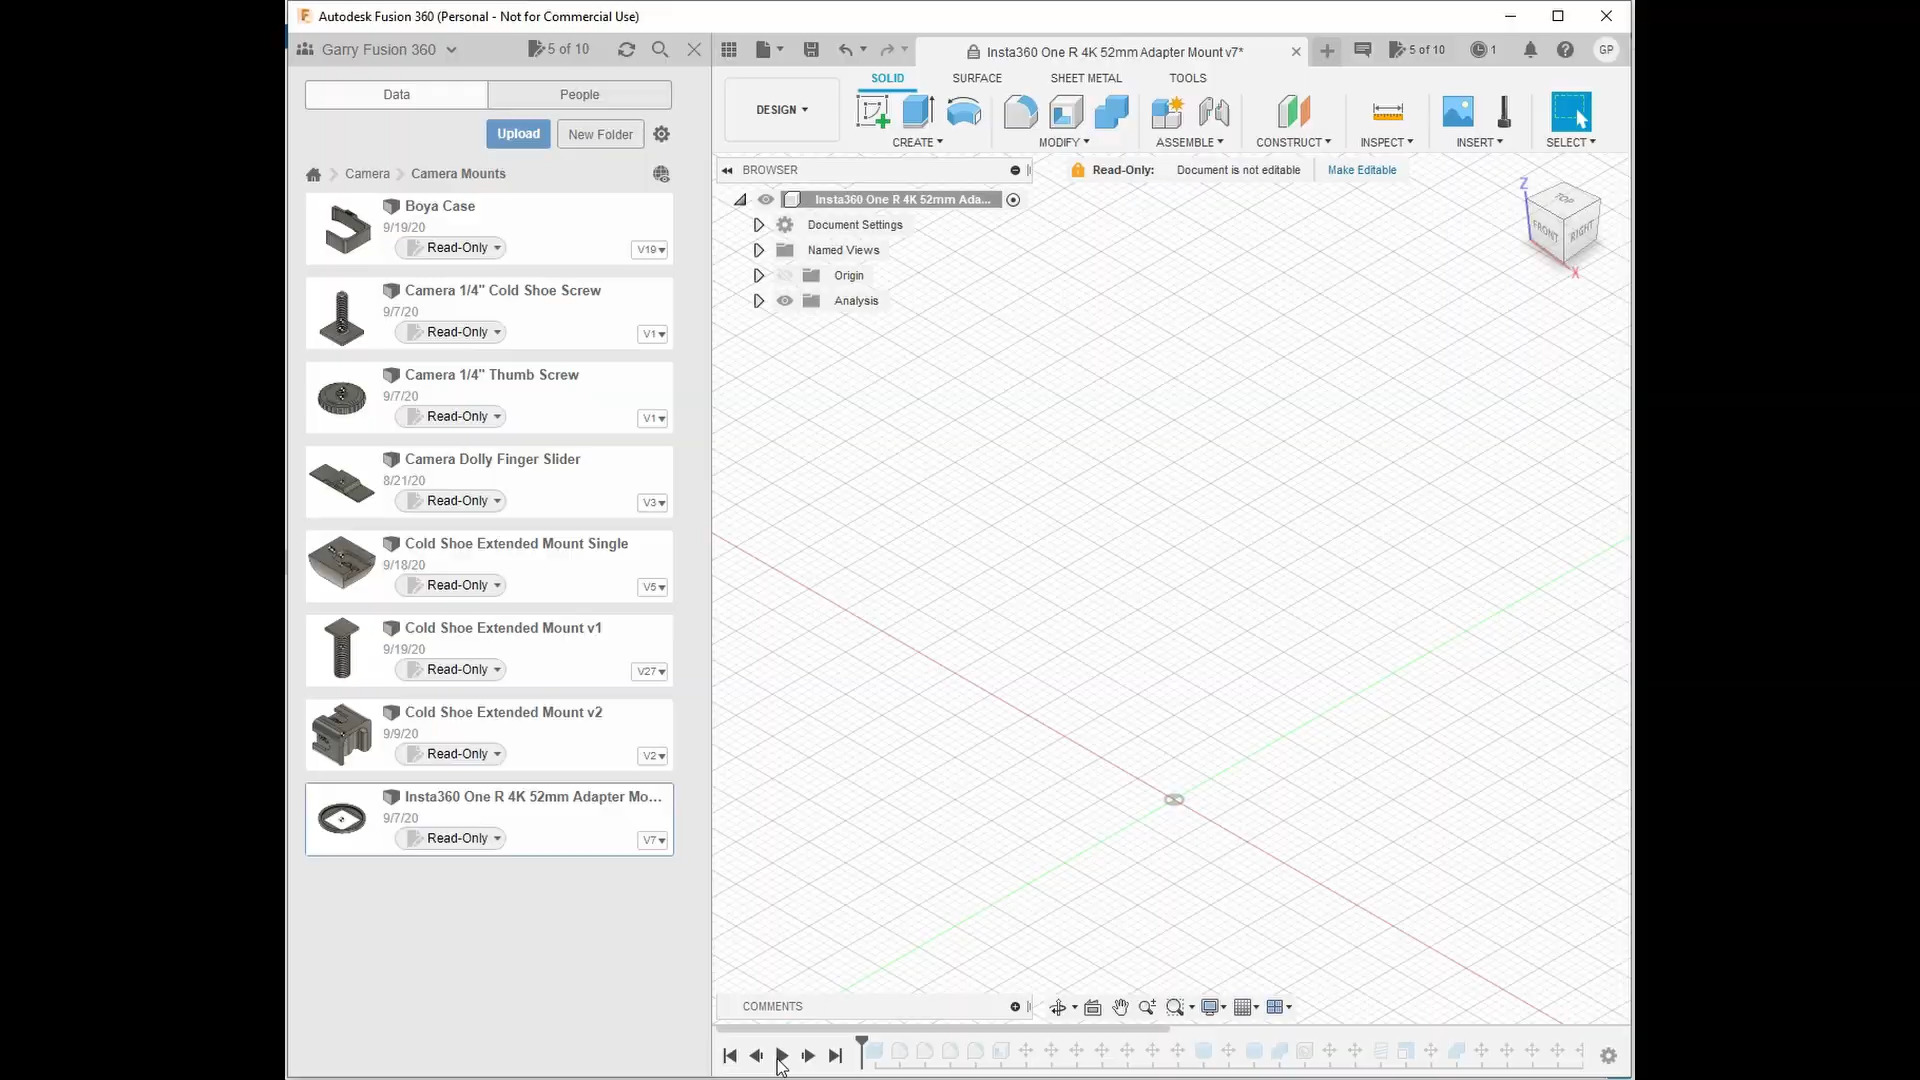 Autodesk Fusion 360 (Personal - Not for Commercial Use)
Garry Fusion 360
5 of 10
Insta360 One R 4K 52mm Adapter Mount v7*
5 of 10
1
GP
Data
People
Upload
New Folder
Camera
Camera Mounts
Boya Case
9/19/20
Read-Only
V19
Camera 1/4" Cold Shoe Screw
9/7/20
Read-Only
V1
Camera 1/4" Thumb Screw
9/7/20
Read-Only
V1
Camera Dolly Finger Slider
8/21/20
Read-Only
V3
Cold Shoe Extended Mount Single
9/18/20
Read-Only
V5
Cold Shoe Extended Mount v1
9/19/20
Read-Only
V27
Cold Shoe Extended Mount v2
9/9/20
Read-Only
V2
Insta360 One R 4K 52mm Adapter Mo...
9/7/20
Read-Only
V7
DESIGN
SOLID
SURFACE
SHEET METAL
TOOLS
CREATE
MODIFY
ASSEMBLE
CONSTRUCT
INSPECT
INSERT
SELECT
BROWSER
Read-Only:
Document is not editable
Make Editable
Insta360 One R 4K 52mm Ada...
Document Settings
Named Views
Origin
Analysis
Z
TOP
FRONT
RIGHT
X
COMMENTS